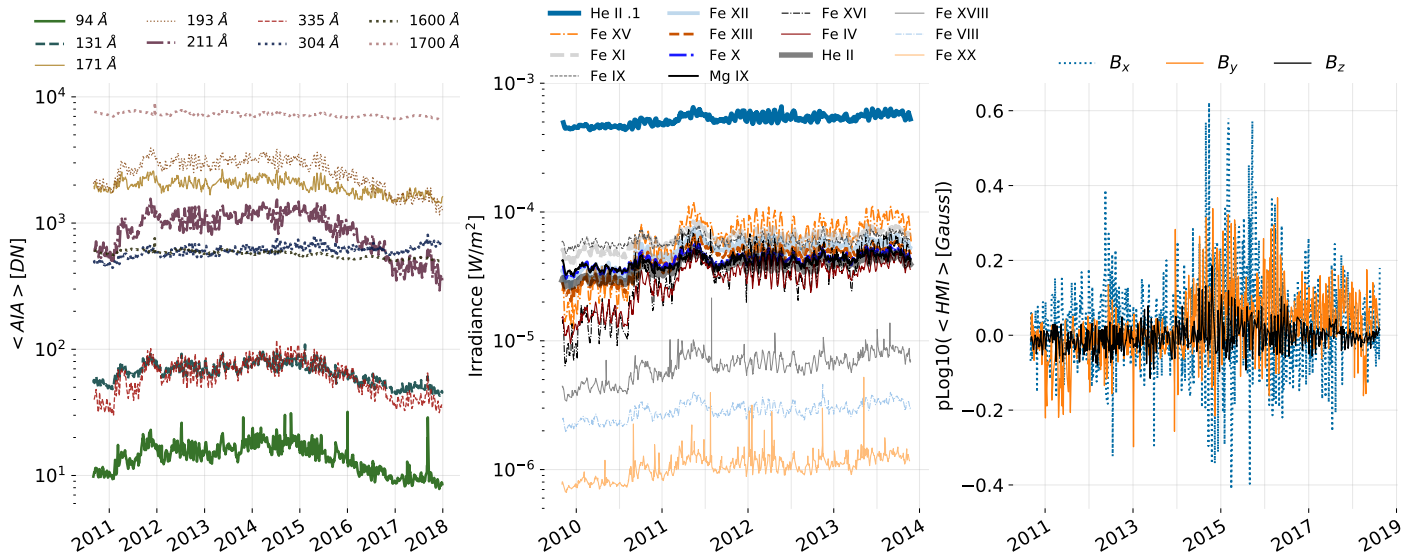 94 Å 193 Å 335 Å 1600 Å
131 Å 211 Å 304 Å 1700 Å
171 Å
< AIA > [DN]
10^4
10^3
10^2
10^1
2011 2012 2013 2014 2015 2016 2017 2018
He II .1 Fe XII Fe XVI Fe XVIII
Fe XV Fe XIII Fe IV Fe VIII
Fe XI Fe X He II Fe XX
Fe IX Mg IX
Irradiance [W/m^2]
10^−3
10^−4
10^−5
10^−6
2010 2011 2012 2013 2014
B_x B_y B_z
pLog10( < HMI > [Gauss])
0.6
0.4
0.2
0.0
−0.2
−0.4
2011 2013 2015 2017 2019